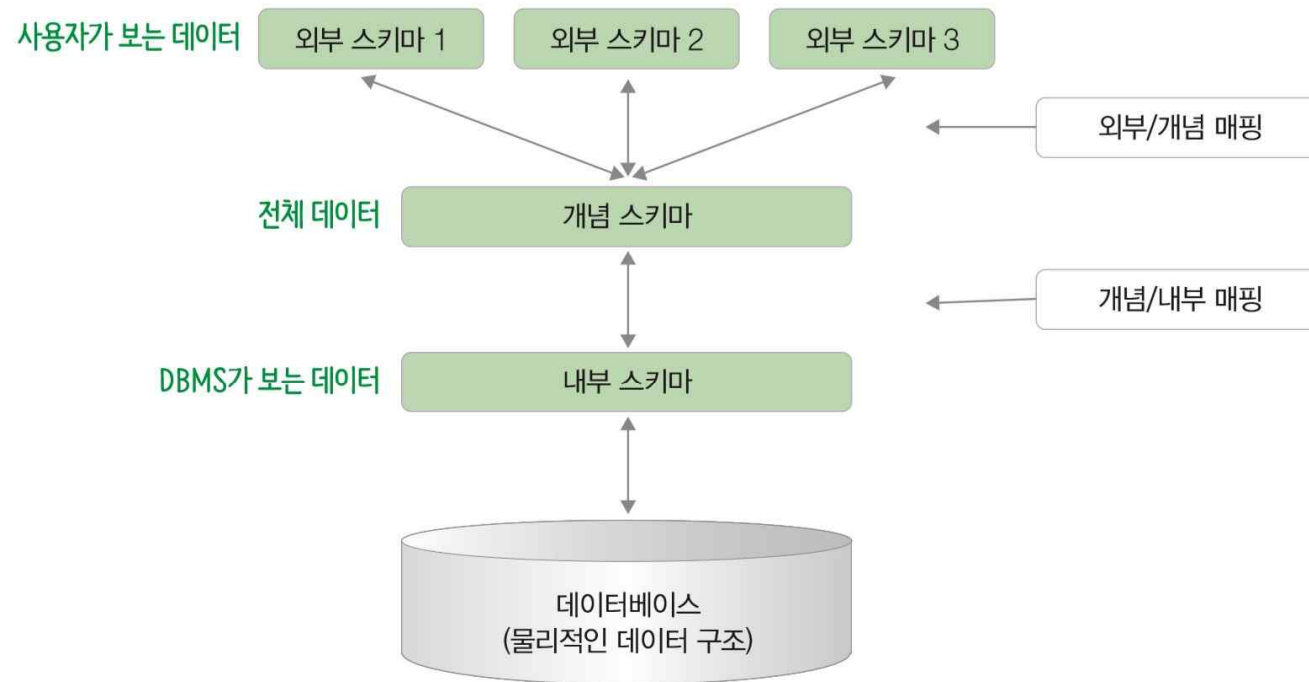 사용자가 보는 데이터
외부 스키마 1
외부 스키마 2
외부 스키마 3
외부/개념 매핑
전체 데이터
개념 스키마
개념/내부 매핑
DBMS가 보는 데이터
내부 스키마
데이터베이스
(물리적인 데이터 구조)